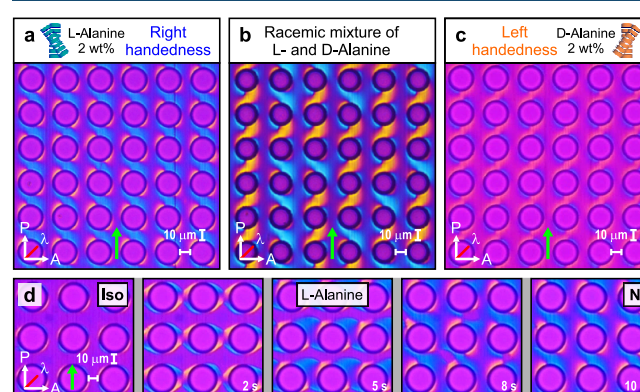 a L-Alanine 2 wt% Right handedness
b Racemic mixture of L- and D-Alanine
c Left handedness D-Alanine 2 wt%
P λ A 10 μm
P λ A 10 μm
P λ A 10 μm
d Iso L-Alanine N
P λ A 10 μm 2 s 5 s 8 s 10